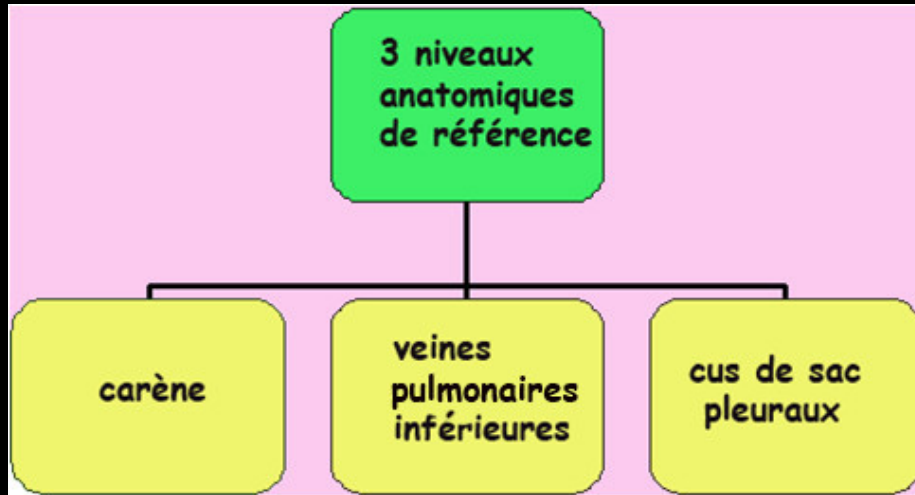 3 niveaux
anatomiques
de référence
carène
veines
pulmonaires
inférieures
cus de sac
pleuraux